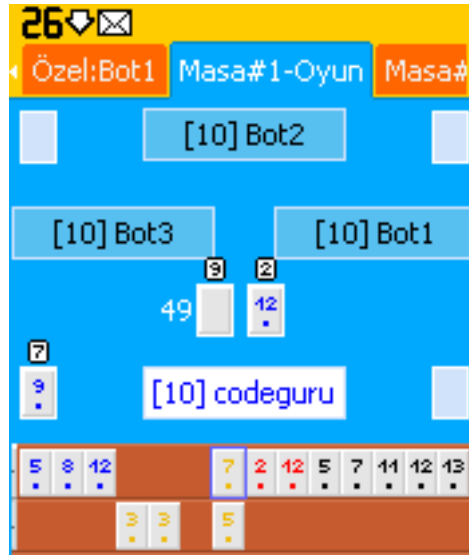 26
Özel:Bot1 Masa#1-Oyun Masa#
[10] Bot2
[10] Bot3 [10] Bot1
9 2
49 12
7
9 [10] codeguru
5 8 12 7 2 12 5 7 11 12 13
3 3 5